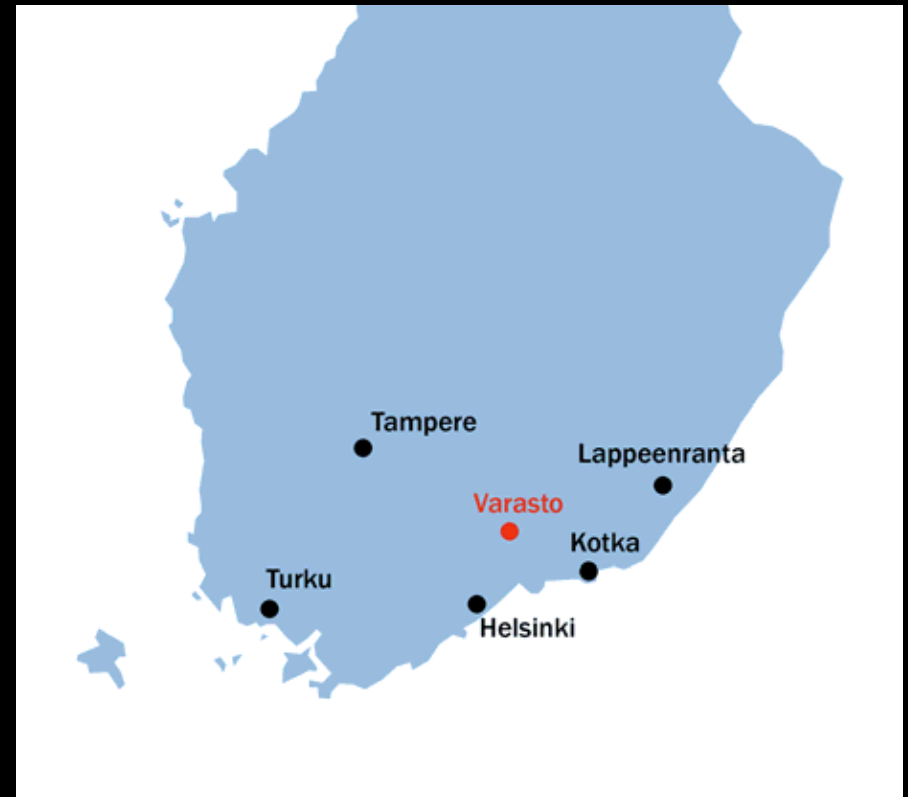 Tampere
Lappeenranta
Varasto
Kotka
Turku
Helsinki